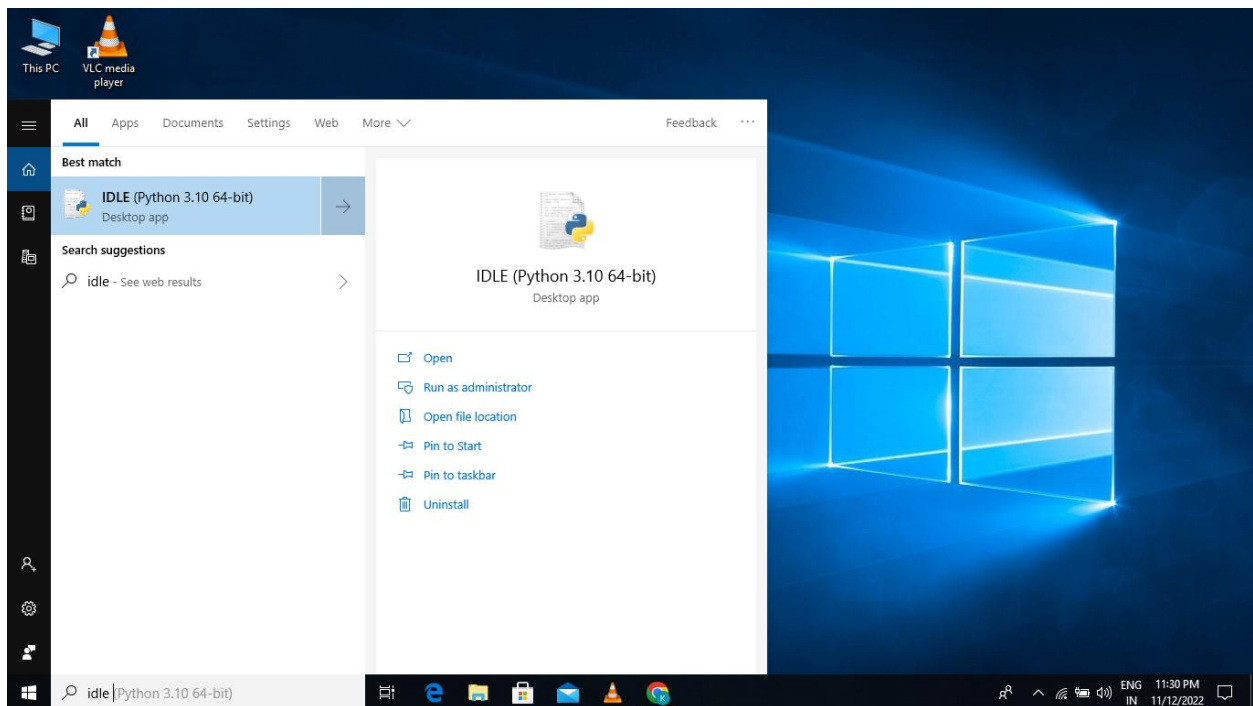 This PC
VLC media
player
All Apps Documents Settings Web More Feedback ...
Best match
IDLE (Python 3.10 64-bit)
Desktop app
Search suggestions
idle - See web results
IDLE (Python 3.10 64-bit)
Desktop app
Open
Run as administrator
Open file location
Pin to Start
Pin to taskbar
Uninstall
idle (Python 3.10 64-bit)
ENG 11:30 PM
IN 11/12/2022